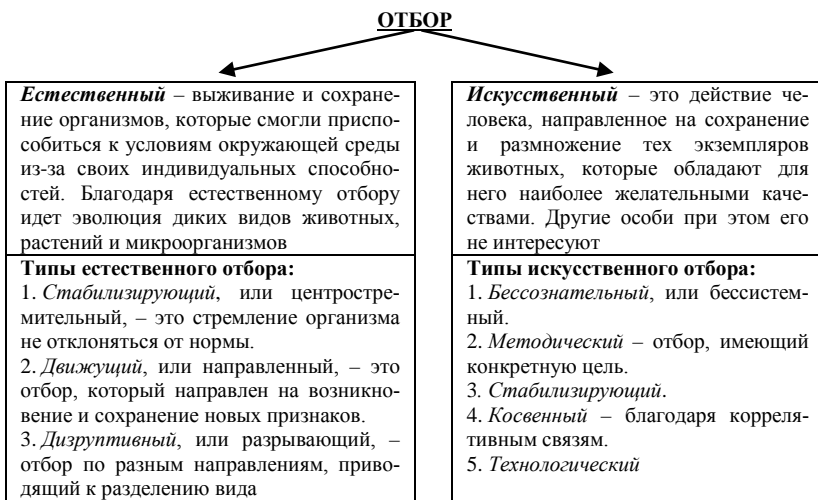 ОТБОР
Естественный – выживание и сохране-
ние организмов, которые смогли приспо-
собиться к условиям окружающей среды
из-за своих индивидуальных способно-
стей. Благодаря естественному отбору
идет эволюция диких видов животных,
растений и микроорганизмов
Типы естественного отбора:
1. Стабилизирующий, или центростре-
мительный, – это стремление организма
не отклоняться от нормы.
2. Движущий, или направленный, – это
отбор, который направлен на возникно-
вение и сохранение новых признаков.
3. Дизруптивный, или разрывающий, –
отбор по разным направлениям, приво-
дящий к разделению вида
Искусственный – это действие че-
ловека, направленное на сохранение
и размножение тех экземпляров
животных, которые обладают для
него наиболее желательными каче-
ствами. Другие особи при этом его
не интересуют
Типы искусственного отбора:
1. Бессознательный, или бессистем-
ный.
2. Методический – отбор, имеющий
конкретную цель.
3. Стабилизирующий.
4. Косвенный – благодаря корреля-
тивным связям.
5. Технологический